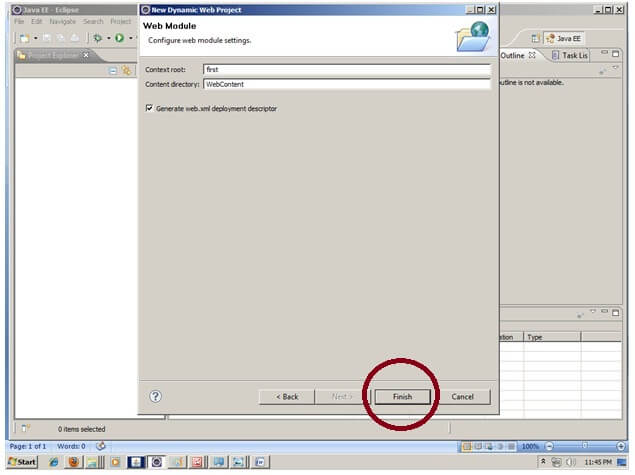 Java EE - Eclipse
New Dynamic Web Project
File Edit Navigate Search Project
Web Module
Configure web module settings.
Java EE
Project Explorer
Outline
Task Lis
Context root:
first
utline is not available.
Content directory:
WebContent
Generate web.xml deployment descriptor
ation
Type
?
< Back
Next >
Finish
Cancel
0 items selected
Page: 1 of 1
Words: 0
100%
Start
11:45 PM